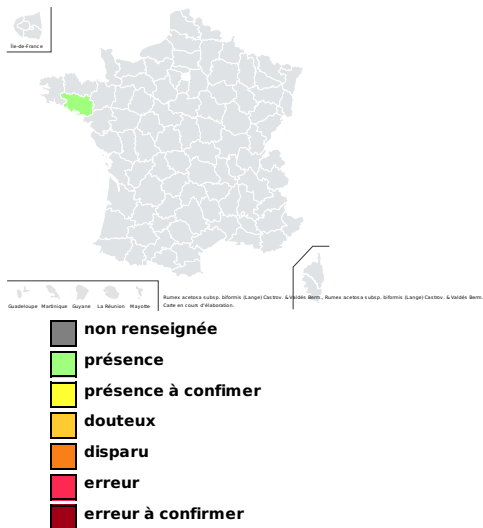 Île-de-France
Guadeloupe Martinique Guyane La Réunion Mayotte
Rumex acetosa subsp. biformis (Lange) Castrov. & Valdés Berm., Rumex acetosa subsp. biformis (Lange) Castrov. & Valdés Berm.
Carte en cours d'élaboration.
non renseignée
présence
présence à confimer
douteux
disparu
erreur
erreur à confirmer